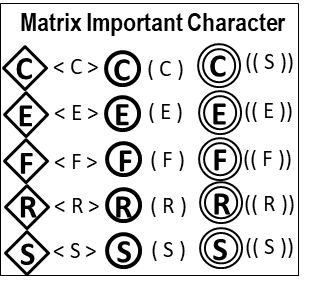 Matrix Important Character
C < C > C ( C ) C (( S ))
E < E > E ( E ) E (( E ))
F < F > F ( F ) F (( F ))
R < R > R ( R ) R (( R ))
S < S > S ( S ) S (( S ))